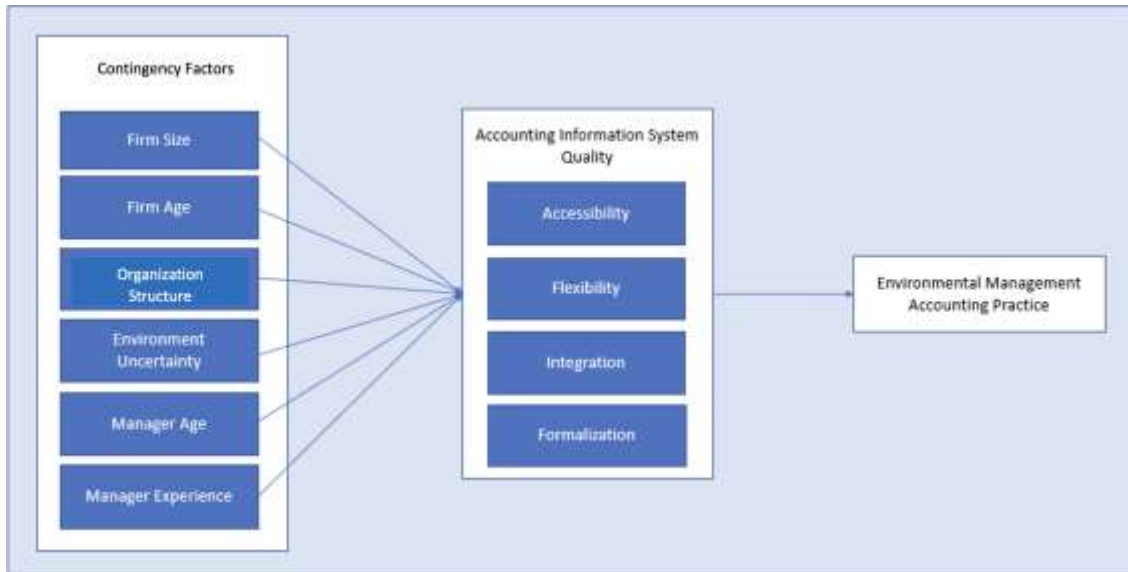 Contingency Factors
Firm Size
Firm Age
Organization
Structure
Environment
Uncertainty
Manager Age
Manager Experience
Accounting Information System
Quality
Accessibility
Flexibility
Integration
Formalization
Environmental Management
Accounting Practice